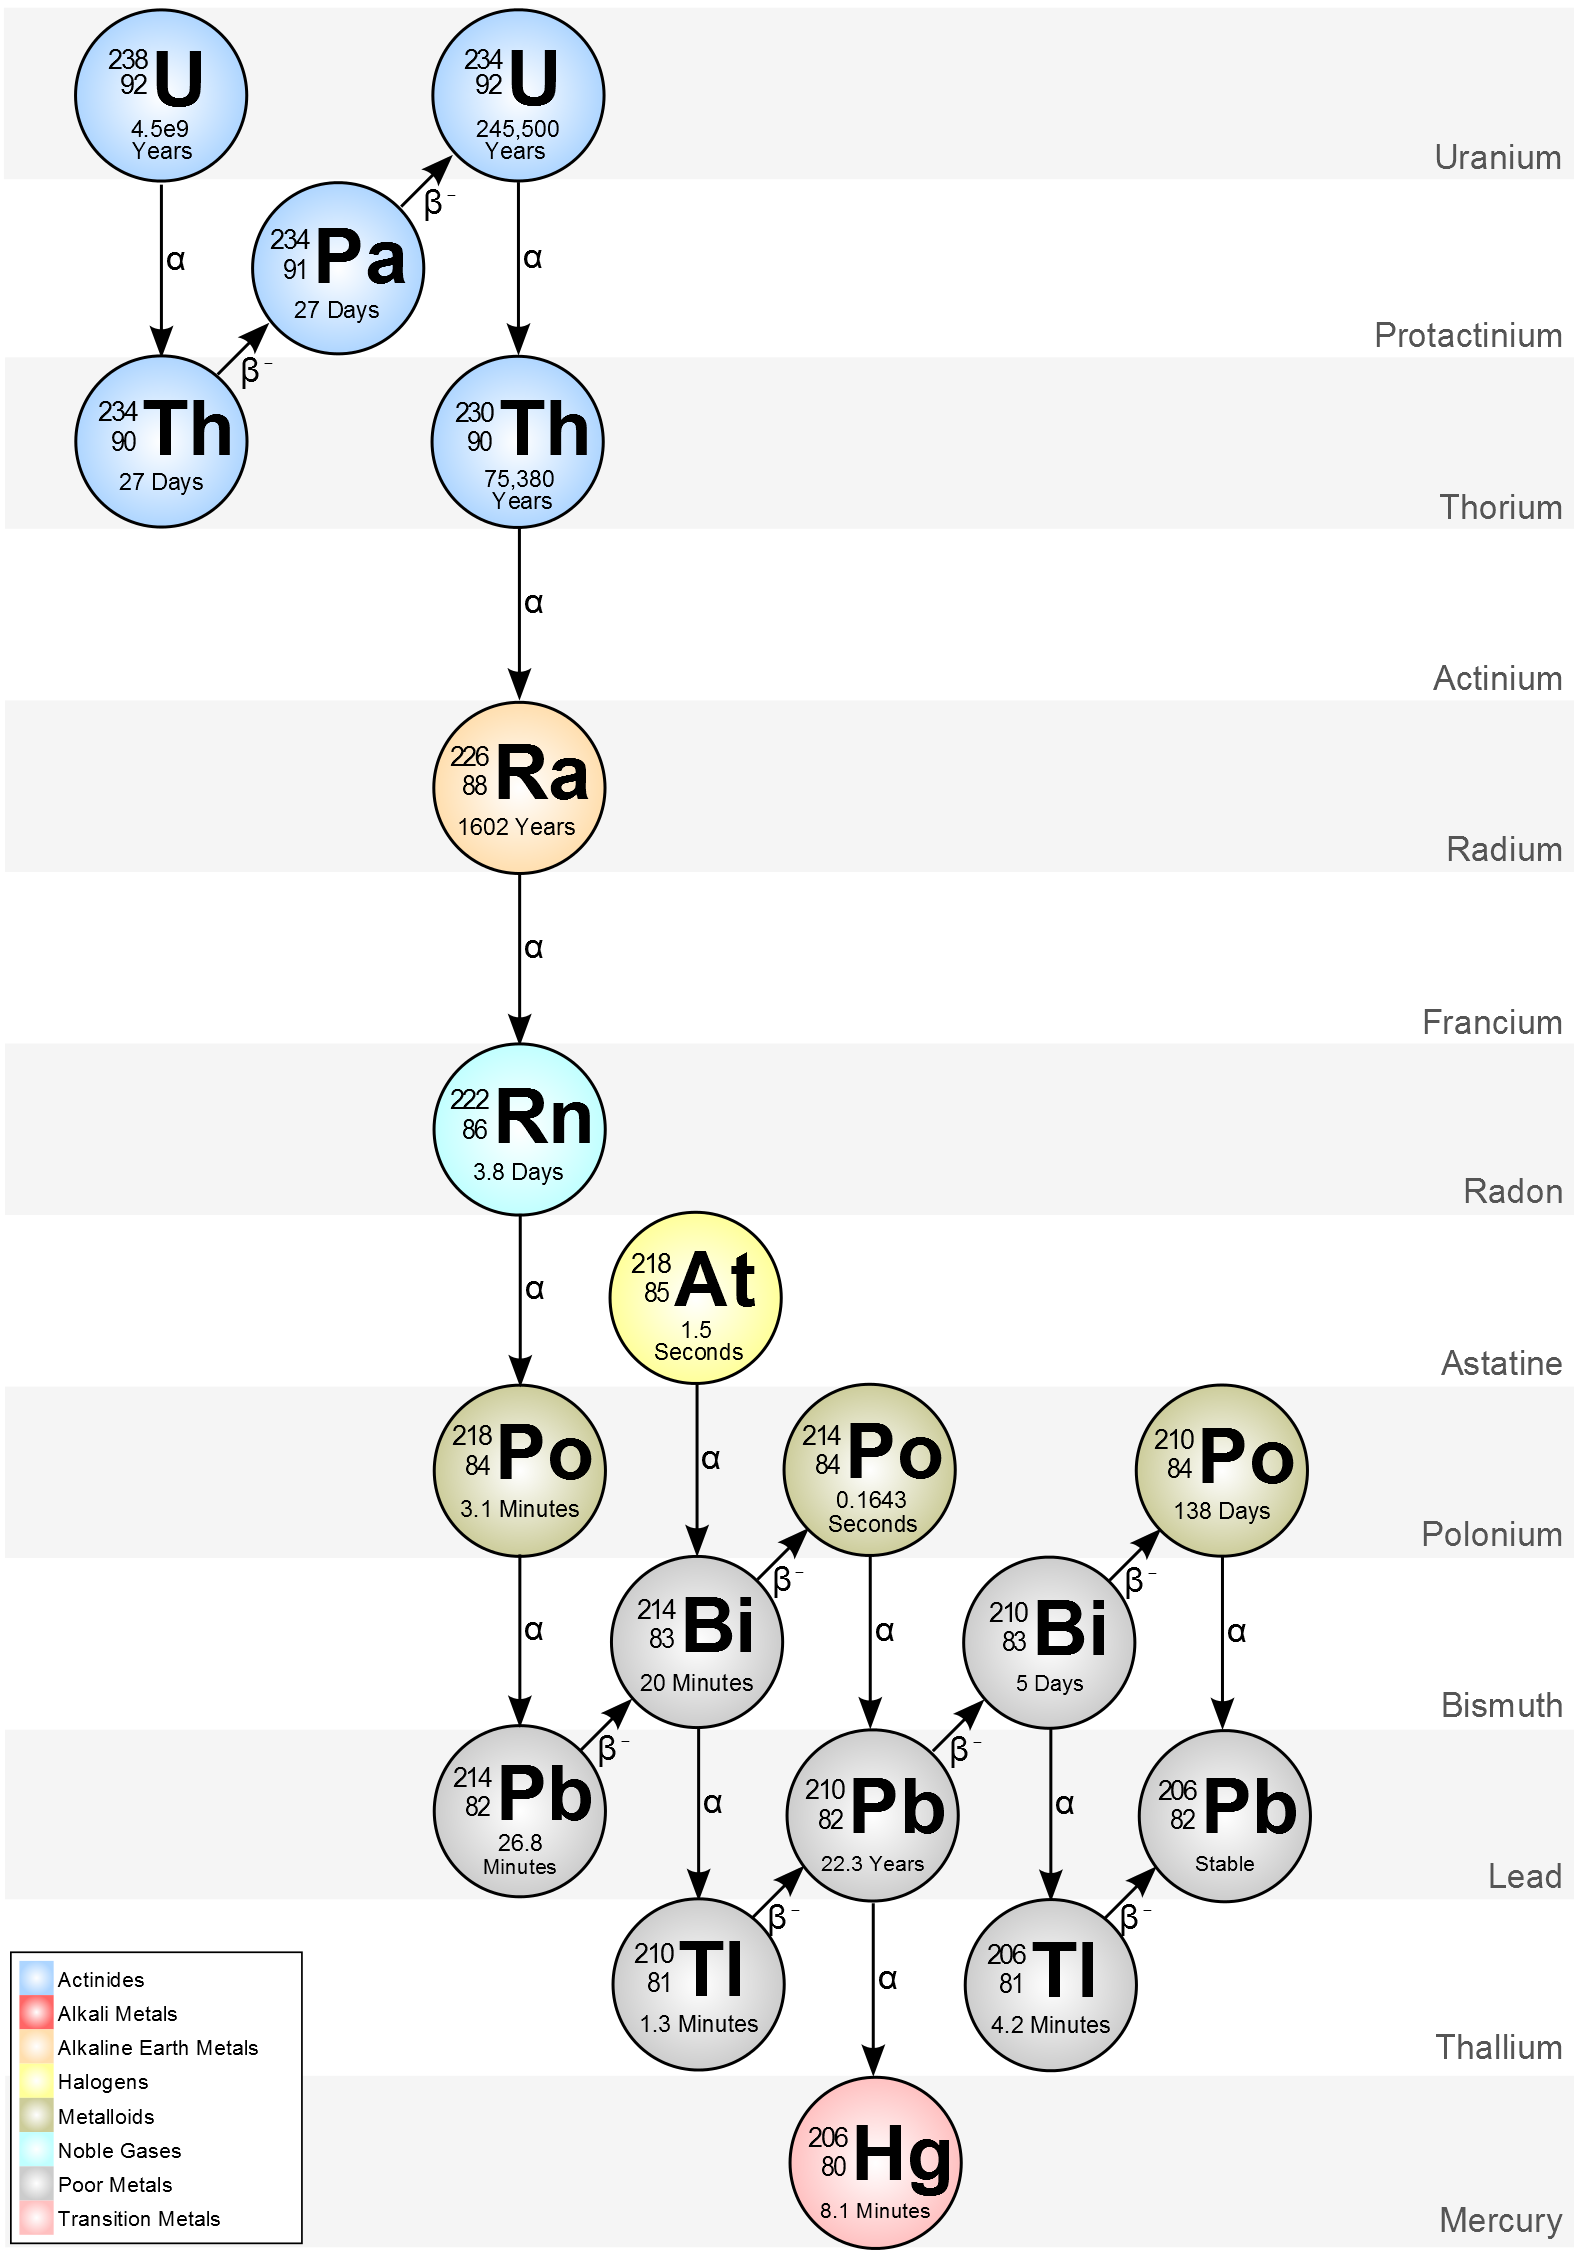 238
92 U
4.5e9
Years
234
92 U
245,500
Years
Uranium
α
β⁻
234
91 Pa
27 Days
α
Protactinium
β⁻
234
90 Th
27 Days
230
90 Th
75,380
Years
Thorium
α
Actinium
226
88 Ra
1602 Years
Radium
α
Francium
222
86 Rn
3.8 Days
Radon
α
218
85 At
1.5
Seconds
Astatine
218
84 Po
3.1 Minutes
α
214
84 Po
0.1643
Seconds
210
84 Po
138 Days
Polonium
α
214
83 Bi
20 Minutes
β⁻
α
210
83 Bi
5 Days
β⁻
α
Bismuth
214
82 Pb
26.8
Minutes
β⁻
α
210
82 Pb
22.3 Years
β⁻
α
206
82 Pb
Stable
Lead
210
81 Tl
1.3 Minutes
β⁻
α
206
81 Tl
4.2 Minutes
β⁻
Thallium
206
80 Hg
8.1 Minutes
Mercury
Actinides
Alkali Metals
Alkaline Earth Metals
Halogens
Metalloids
Noble Gases
Poor Metals
Transition Metals